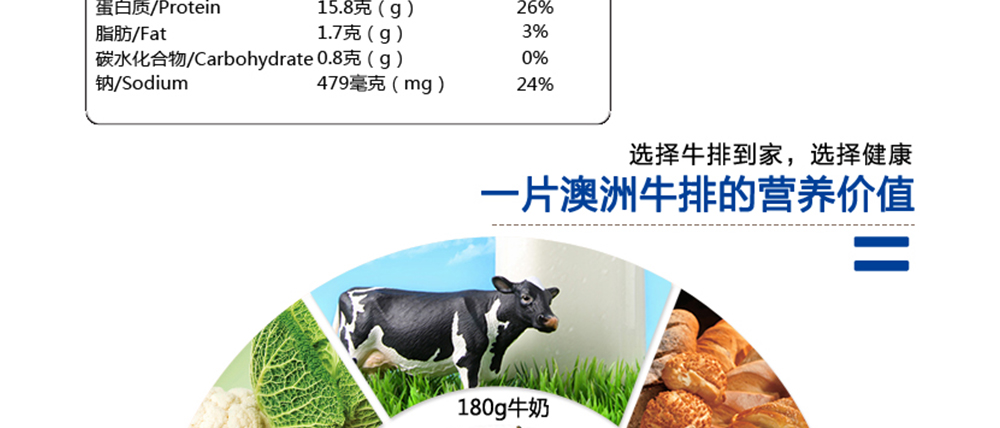 蛋白质/Protein 15.8克（g） 26%
脂肪/Fat 1.7克（g） 3%
碳水化合物/Carbohydrate 0.8克（g） 0%
钠/Sodium 479毫克（mg） 24%
选择牛排到家，选择健康
一片澳洲牛排的营养价值
180g牛奶